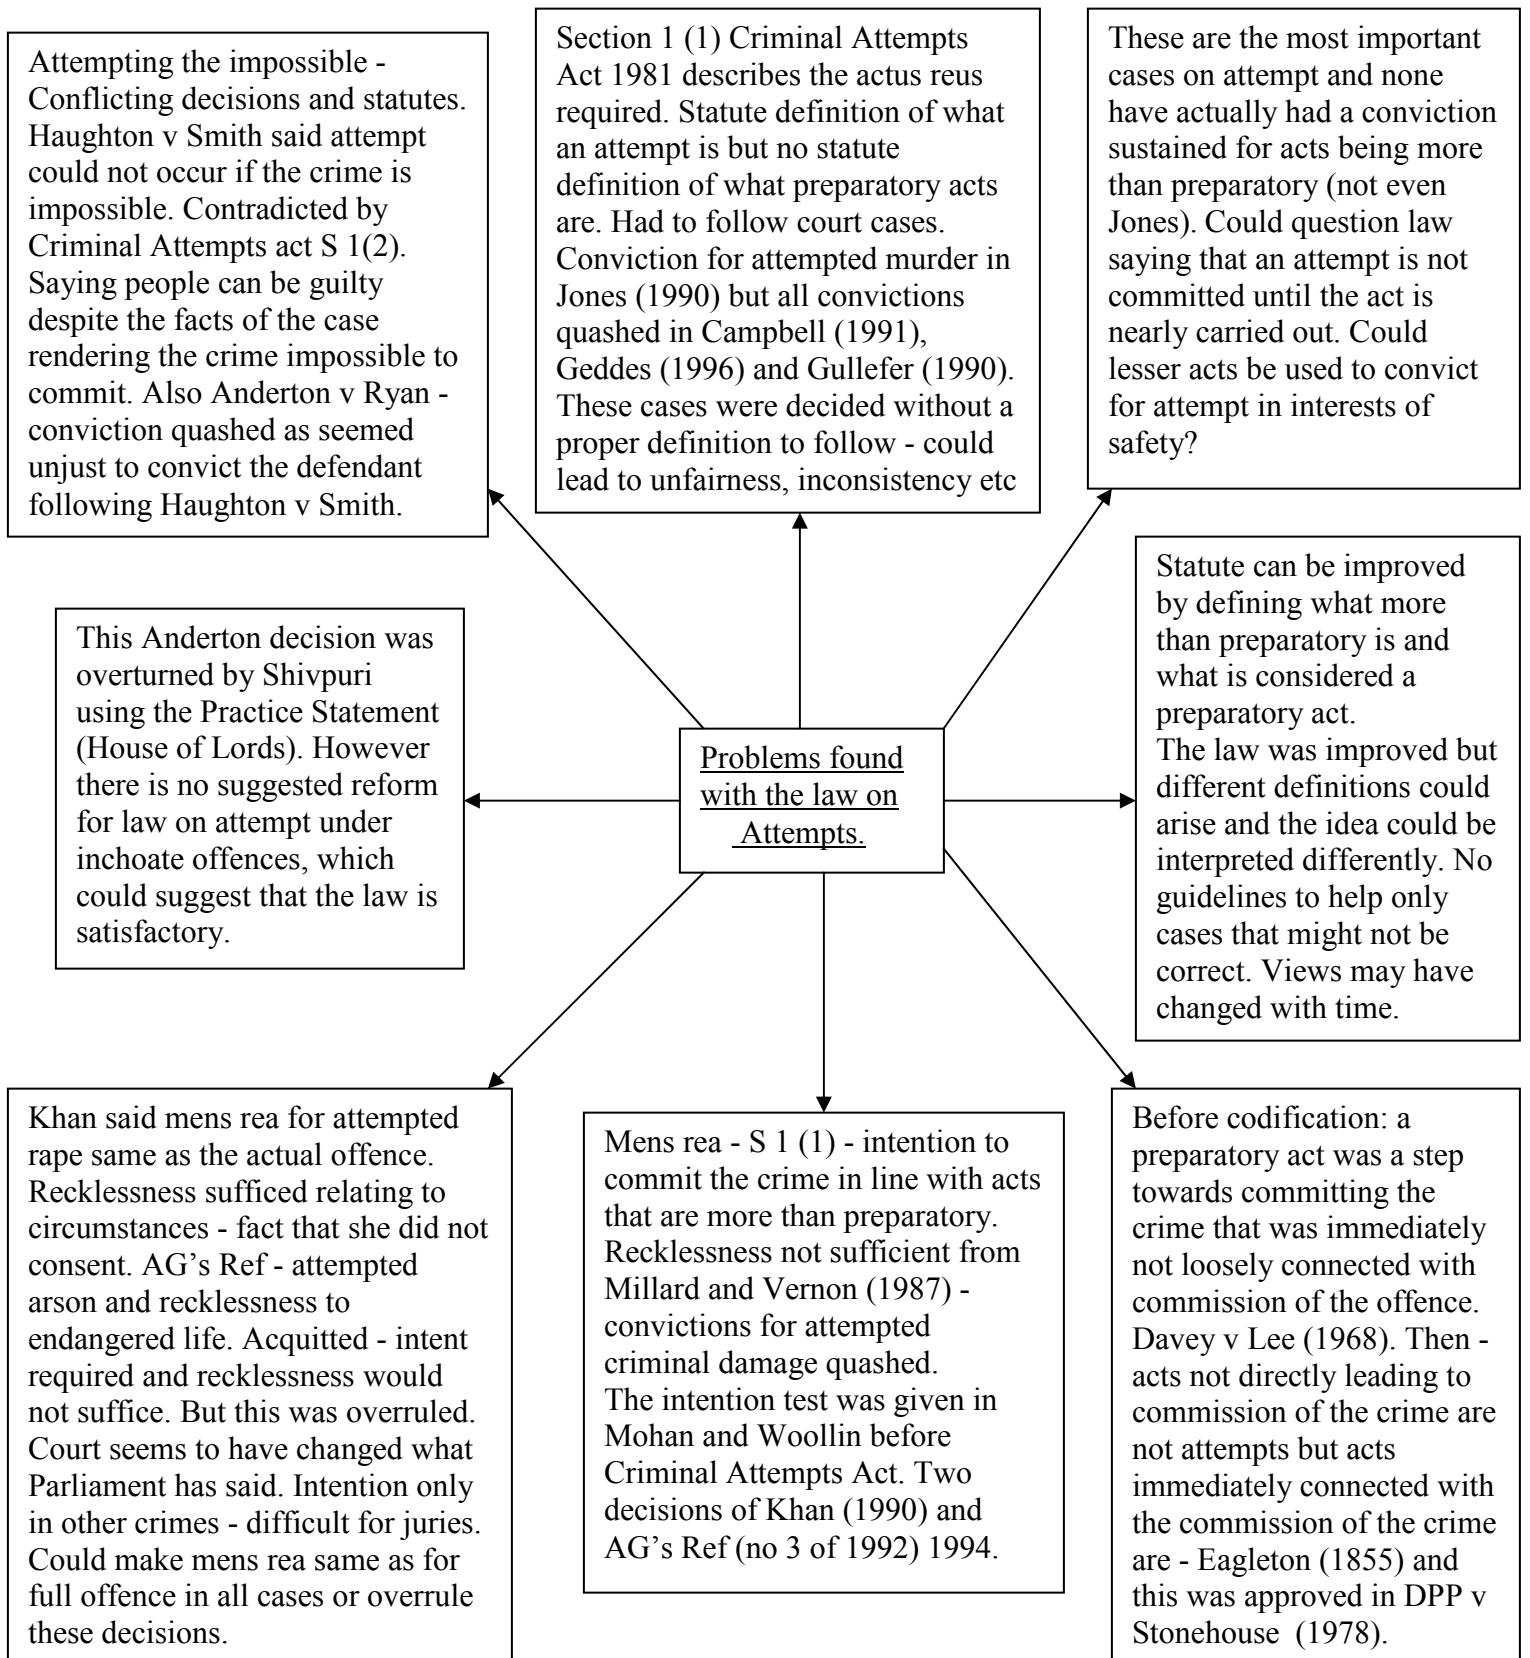 Attempting the impossible -
Conflicting decisions and statutes.
Haughton v Smith said attempt
could not occur if the crime is
impossible. Contradicted by
Criminal Attempts act S 1(2).
Saying people can be guilty
despite the facts of the case
rendering the crime impossible to
commit. Also Anderton v Ryan -
conviction quashed as seemed
unjust to convict the defendant
following Haughton v Smith.
Section 1 (1) Criminal Attempts
Act 1981 describes the actus reus
required. Statute definition of what
an attempt is but no statute
definition of what preparatory acts
are. Had to follow court cases.
Conviction for attempted murder in
Jones (1990) but all convictions
quashed in Campbell (1991),
Geddes (1996) and Gullefer (1990).
These cases were decided without a
proper definition to follow - could
lead to unfairness, inconsistency etc
These are the most important
cases on attempt and none
have actually had a conviction
sustained for acts being more
than preparatory (not even
Jones). Could question law
saying that an attempt is not
committed until the act is
nearly carried out. Could
lesser acts be used to convict
for attempt in interests of
safety?
This Anderton decision was
overturned by Shivpuri
using the Practice Statement
(House of Lords). However
there is no suggested reform
for law on attempt under
inchoate offences, which
could suggest that the law is
satisfactory.
Problems found
with the law on
Attempts.
Statute can be improved
by defining what more
than preparatory is and
what is considered a
preparatory act.
The law was improved but
different definitions could
arise and the idea could be
interpreted differently. No
guidelines to help only
cases that might not be
correct. Views may have
changed with time.
Khan said mens rea for attempted
rape same as the actual offence.
Recklessness sufficed relating to
circumstances - fact that she did not
consent. AG’s Ref - attempted
arson and recklessness to
endangered life. Acquitted - intent
required and recklessness would
not suffice. But this was overruled.
Court seems to have changed what
Parliament has said. Intention only
in other crimes - difficult for juries.
Could make mens rea same as for
full offence in all cases or overrule
these decisions.
Mens rea - S 1 (1) - intention to
commit the crime in line with acts
that are more than preparatory.
Recklessness not sufficient from
Millard and Vernon (1987) -
convictions for attempted
criminal damage quashed.
The intention test was given in
Mohan and Woollin before
Criminal Attempts Act. Two
decisions of Khan (1990) and
AG’s Ref (no 3 of 1992) 1994.
Before codification: a
preparatory act was a step
towards committing the
crime that was immediately
not loosely connected with
commission of the offence.
Davey v Lee (1968). Then -
acts not directly leading to
commission of the crime are
not attempts but acts
immediately connected with
the commission of the crime
are - Eagleton (1855) and
this was approved in DPP v
Stonehouse (1978).